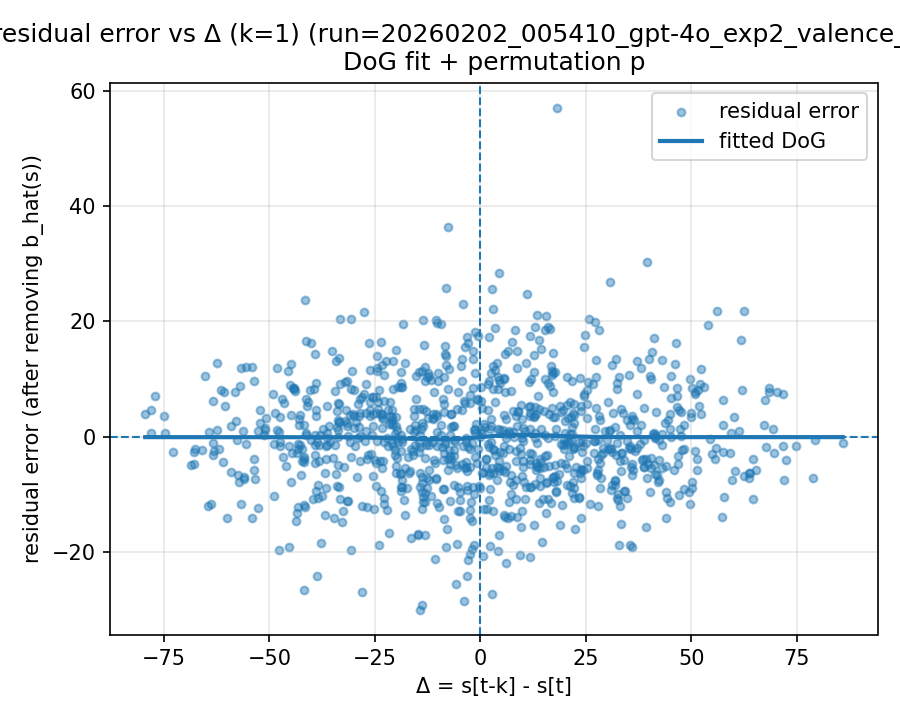 residual error vs Δ (k=1) (run=20260202_005410_gpt-4o_exp2_valence_
DoG fit + permutation p
60
40
20
0
−20
residual error (after removing b_hat(s))
residual error
fitted DoG
−75
−50
−25
0
25
50
75
Δ = s[t-k] - s[t]